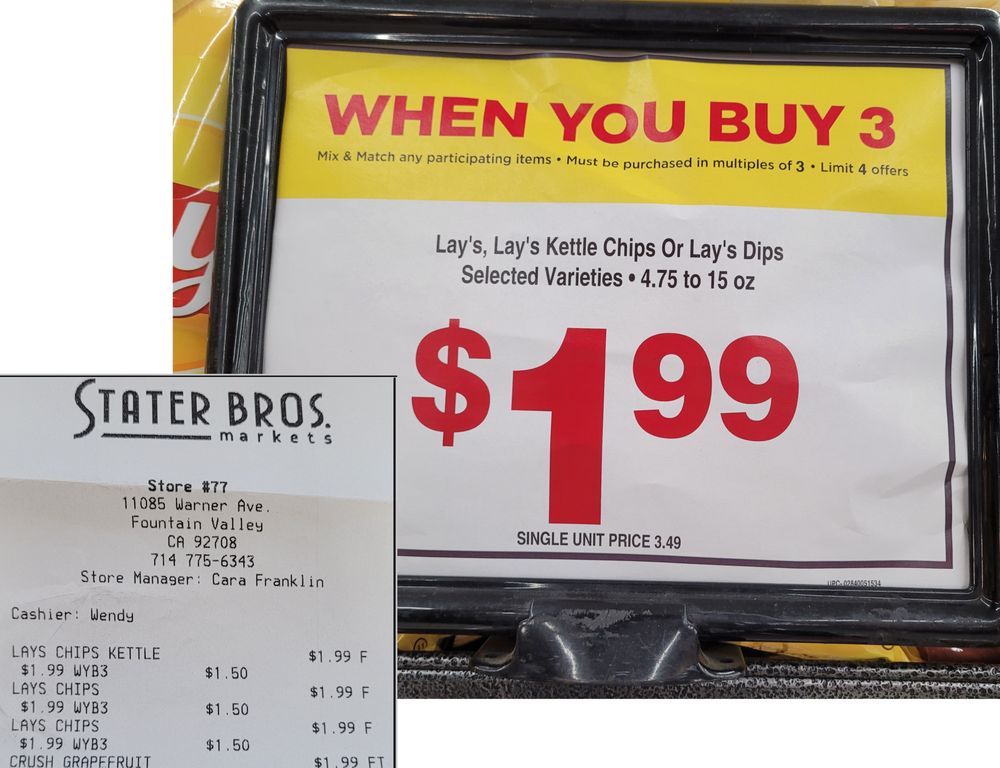 WHEN YOU BUY 3
Mix & Match any participating items • Must be purchased in multiples of 3 • Limit 4 offers
Lay's, Lay's Kettle Chips Or Lay's Dips
Selected Varieties • 4.75 to 15 oz
$1.99
SINGLE UNIT PRICE 3.49
UPC: 02840051534
STATER BROS.
markets
Store #77
11085 Warner Ave.
Fountain Valley
CA 92708
714 775-6343
Store Manager: Cara Franklin
Cashier: Wendy
LAYS CHIPS KETTLE $1.99 F
$1.99 WYB3 $1.50
LAYS CHIPS $1.99 F
$1.99 WYB3 $1.50
LAYS CHIPS $1.99 F
$1.99 WYB3 $1.50
CRUSH GRAPEFRUIT $1.99 FT